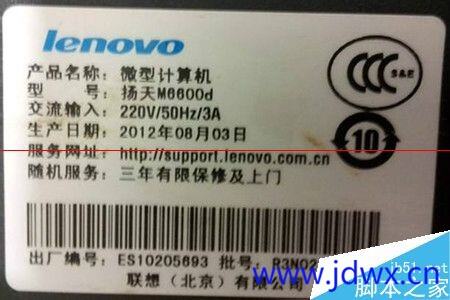 lenovo
产品名称：微型计算机
型 号：扬天M6600d
交流输入：220V/50Hz/3A
生产日期：2012年08月03日
服务网址：http://support.lenovo.com.cn
随机服务：三年有限保修及上门
CCC S&E
10
出厂编号：ES10205693 批号：R3N02
联想（北京）有限公司
www.jdwx.cn
jb51.net
脚本之家